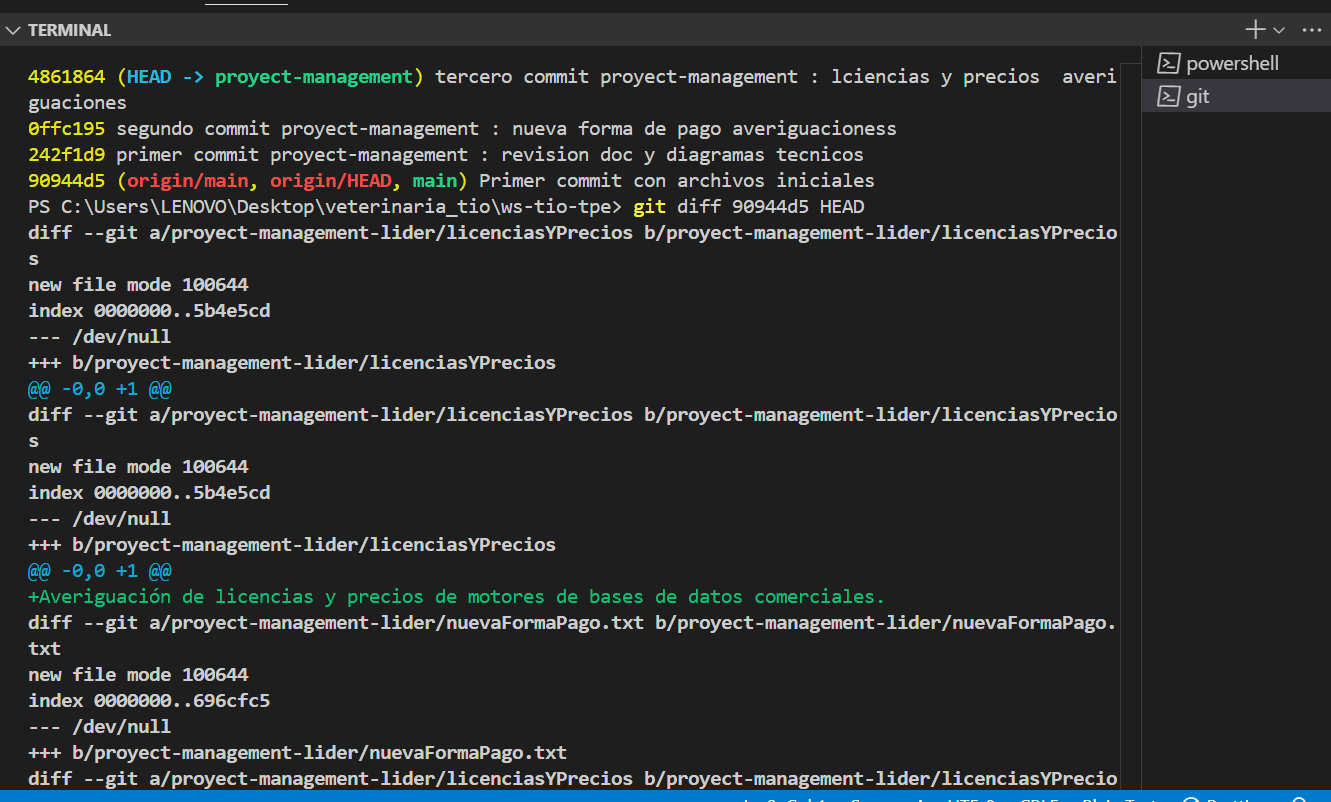 TERMINAL
4861864 (HEAD -> proyect-management) tercero commit proyect-management : lciencias y precios  averi
guaciones
0ffc195 segundo commit proyect-management : nueva forma de pago averiguacioness
242f1d9 primer commit proyect-management : revision doc y diagramas tecnicos
90944d5 (origin/main, origin/HEAD, main) Primer commit con archivos iniciales
PS C:\Users\LENOVO\Desktop\veterinaria_tio\ws-tio-tpe> git diff 90944d5 HEAD
diff --git a/proyect-management-lider/licenciasYPrecios b/proyect-management-lider/licenciasYPrecio
s
new file mode 100644
index 0000000..5b4e5cd
--- /dev/null
+++ b/proyect-management-lider/licenciasYPrecios
@@ -0,0 +1 @@
diff --git a/proyect-management-lider/licenciasYPrecios b/proyect-management-lider/licenciasYPrecio
s
new file mode 100644
index 0000000..5b4e5cd
--- /dev/null
+++ b/proyect-management-lider/licenciasYPrecios
@@ -0,0 +1 @@
+Averiguación de licencias y precios de motores de bases de datos comerciales.
diff --git a/proyect-management-lider/nuevaFormaPago.txt b/proyect-management-lider/nuevaFormaPago.
txt
new file mode 100644
index 0000000..696cfc5
--- /dev/null
+++ b/proyect-management-lider/nuevaFormaPago.txt
diff --git a/proyect-management-lider/licenciasYPrecios b/proyect-management-lider/licenciasYPrecio
powershell
git